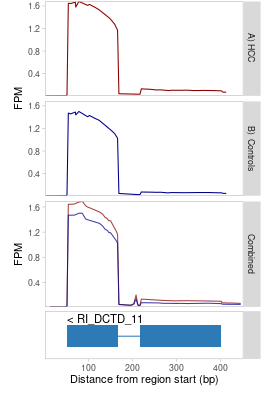 1.6
1.2
0.8
0.4
FPM
A) HCC
1.6
1.2
0.8
0.4
B) Controls
1.6
1.2
0.8
0.4
FPM
Combined
< RI_DCTD_11
100 200 300 400
Distance from region start (bp)